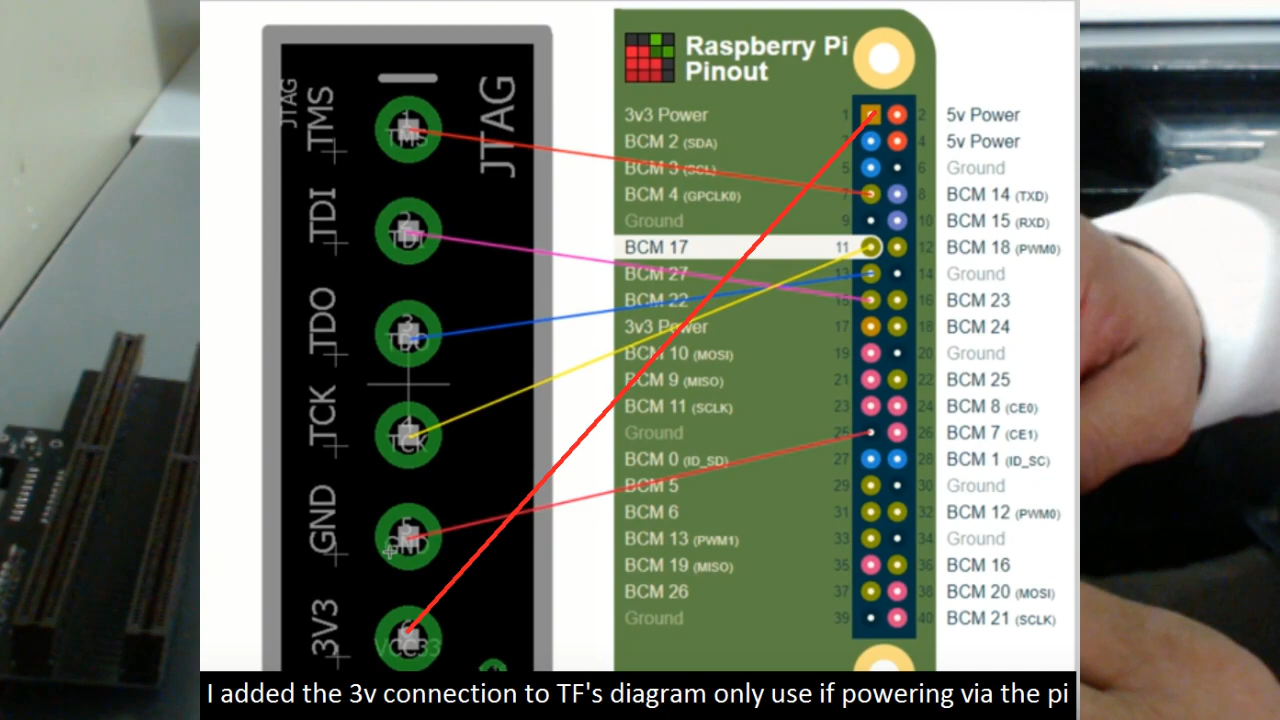 JTAG
TMS
1
TMS
JTAG
TDI
2
TDI
TDO
3
TDO
TCK
4
TCK
GND
5
GND
3V3
6
VCC33
Raspberry Pi
Pinout
3v3 Power 1 2 5v Power
BCM 2 (SDA) 3 4 5v Power
BCM 3 (SCL) 5 6 Ground
BCM 4 (GPCLK0) 7 8 BCM 14 (TXD)
Ground 9 10 BCM 15 (RXD)
BCM 17 11 12 BCM 18 (PWM0)
BCM 27 13 14 Ground
BCM 22 15 16 BCM 23
3v3 Power 17 18 BCM 24
BCM 10 (MOSI) 19 20 Ground
BCM 9 (MISO) 21 22 BCM 25
BCM 11 (SCLK) 23 24 BCM 8 (CE0)
Ground 25 26 BCM 7 (CE1)
BCM 0 (ID_SD) 27 28 BCM 1 (ID_SC)
BCM 5 29 30 Ground
BCM 6 31 32 BCM 12 (PWM0)
BCM 13 (PWM1) 33 34 Ground
BCM 19 (MISO) 35 36 BCM 16
BCM 26 37 38 BCM 20 (MOSI)
Ground 39 40 BCM 21 (SCLK)
I added the 3v connection to TF's diagram only use if powering via the pi